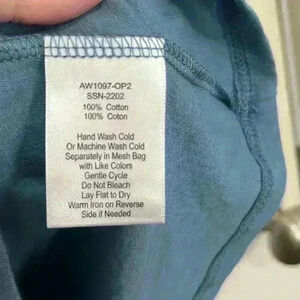 AW1097-OP2
SSN-2202
100% Cotton
100% Coton
Hand Wash Cold
Or Machine Wash Cold
Separately in Mesh Bag
with Like Colors
Gentle Cycle
Do Not Bleach
Lay Flat to Dry
Warm Iron on Reverse
Side if Needed